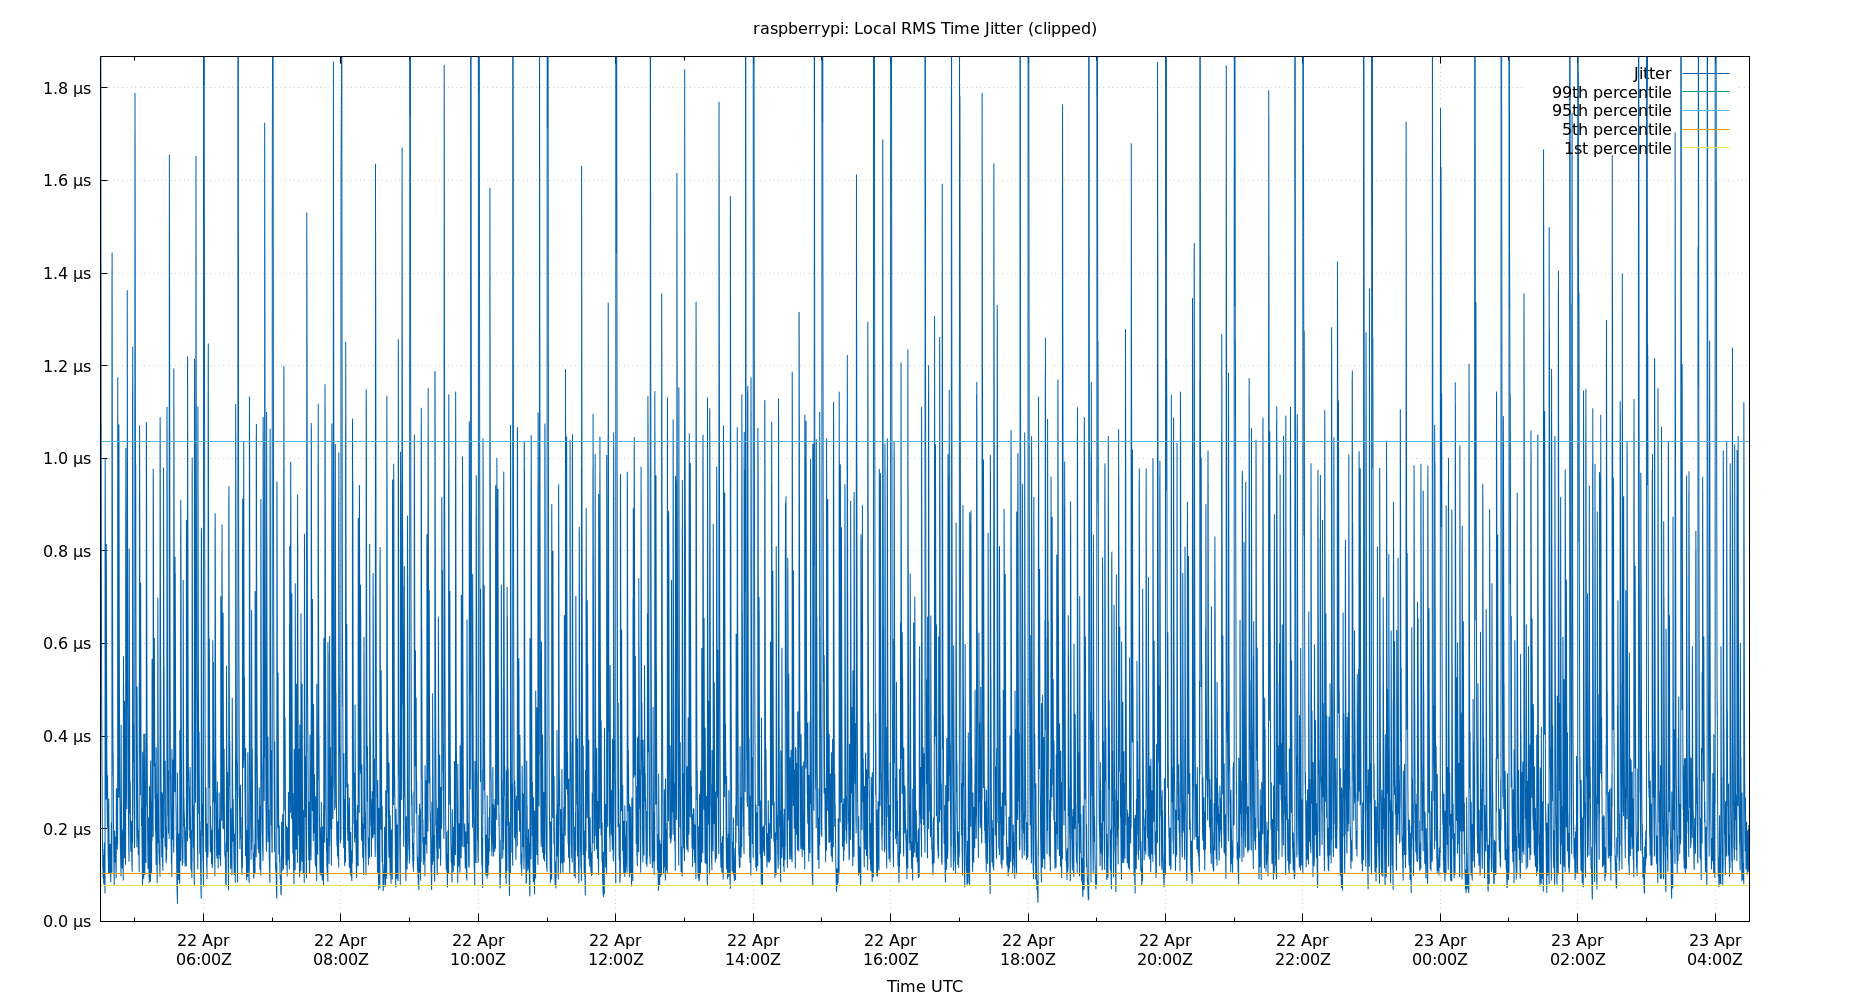 raspberrypi: Local RMS Time Jitter (clipped)
Jitter
99th percentile
95th percentile
5th percentile
1st percentile
1.8 µs
1.6 µs
1.4 µs
1.2 µs
1.0 µs
0.8 µs
0.6 µs
0.4 µs
0.2 µs
0.0 µs
22 Apr 22 Apr 22 Apr 22 Apr 22 Apr 22 Apr 22 Apr 22 Apr 22 Apr 23 Apr 23 Apr 23 Apr
06:00Z 08:00Z 10:00Z 12:00Z 14:00Z 16:00Z 18:00Z 20:00Z 22:00Z 00:00Z 02:00Z 04:00Z
Time UTC